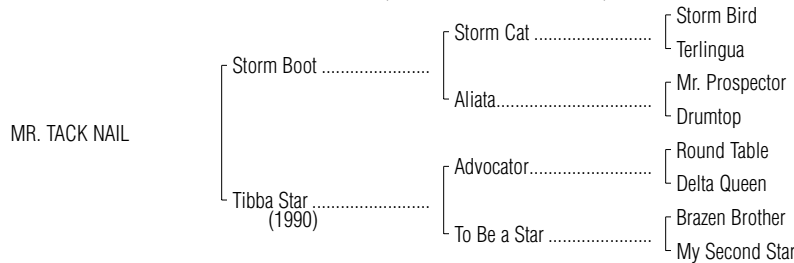 Storm Bird
Storm Cat ............................
Terlingua
Storm Boot .........................
Mr. Prospector
Aliata.....................................
Drumtop
MR. TACK NAIL
Round Table
Advocator.............................
Delta Queen
Tibba Star ...........................
(1990)
Brazen Brother
To Be a Star ........................
My Second Star